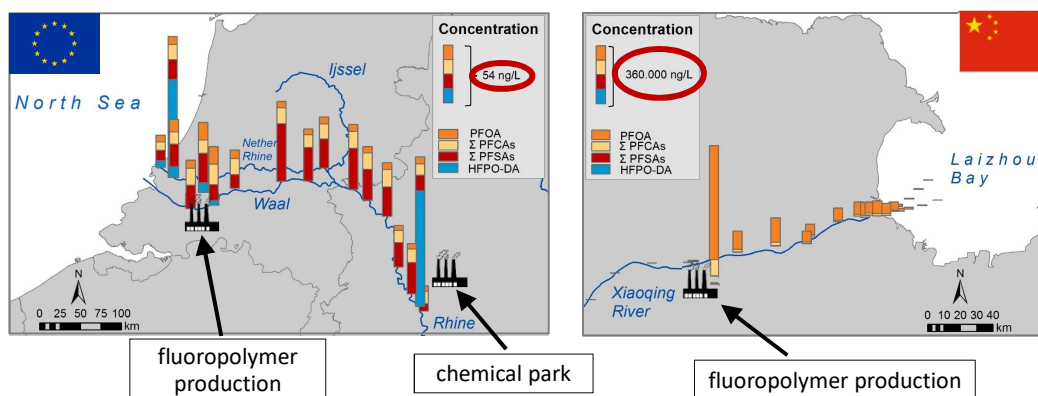 Concentration
54 ng/L
PFOA
Σ PFCAs
Σ PFSAs
HFPO-DA
North Sea
Ijssel
Nether
Rhine
Waal
Rhine
N
0 25 50 75 100
km
fluoropolymer
production
chemical park
Concentration
360.000 ng/L
PFOA
Σ PFCAs
Σ PFSAs
HFPO-DA
Laizhou
Bay
Xiaoqing
River
N
0 10 20 30 40
km
fluoropolymer production